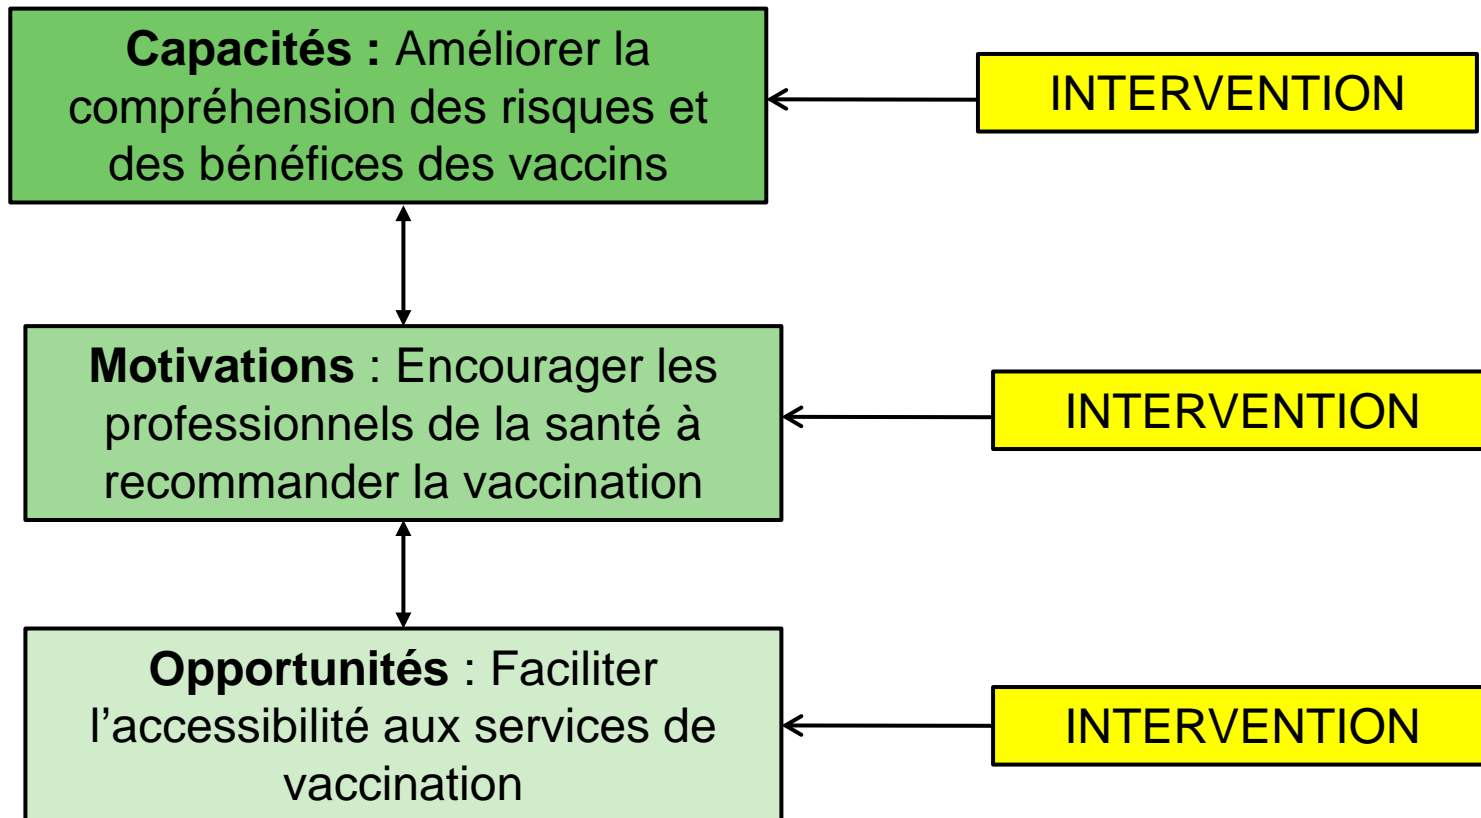 Capacités : Améliorer la
compréhension des risques et
des bénéfices des vaccins
INTERVENTION
Motivations : Encourager les
professionnels de la santé à
recommander la vaccination
INTERVENTION
Opportunités : Faciliter
l’accessibilité aux services de
vaccination
INTERVENTION